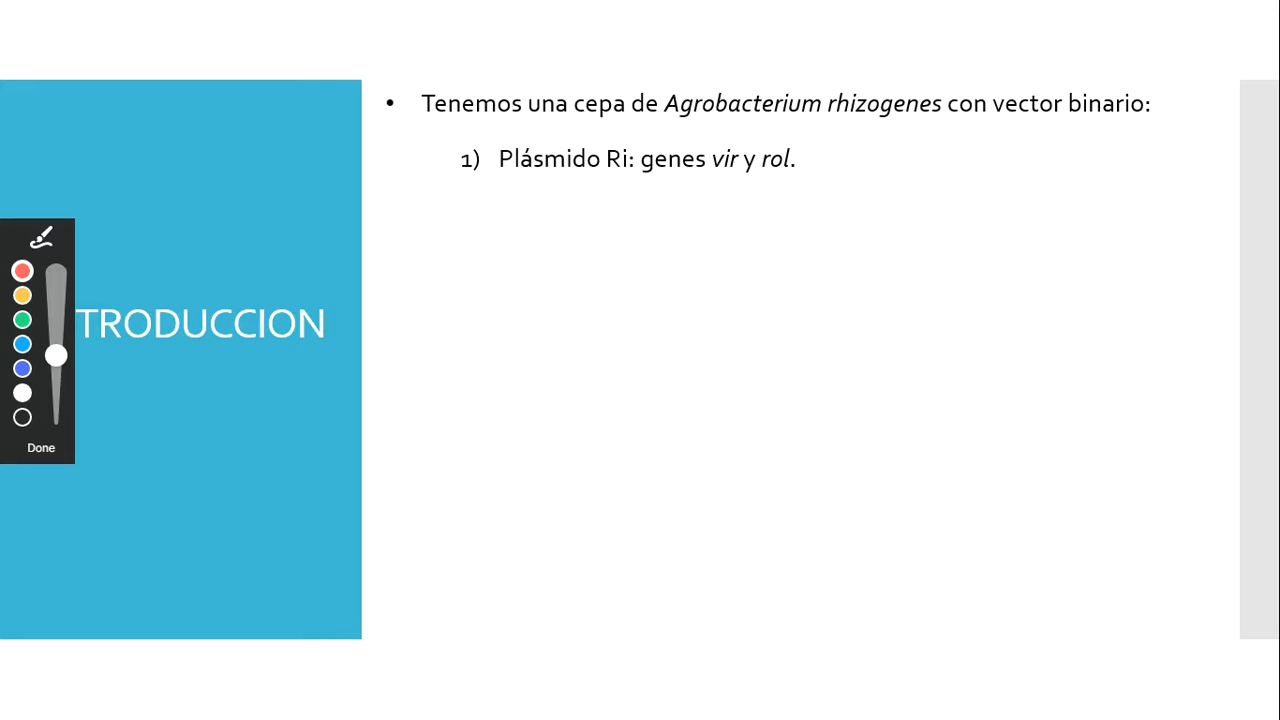 • Tenemos una cepa de Agrobacterium rhizogenes con vector binario:
1) Plásmido Ri: genes vir y rol.
TRODUCCION
Done